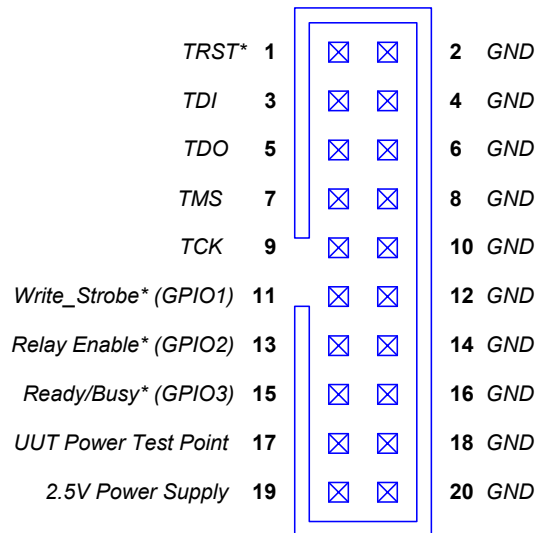 TRST* 1 2 GND
TDI 3 4 GND
TDO 5 6 GND
TMS 7 8 GND
TCK 9 10 GND
Write_Strobe* (GPIO1) 11 12 GND
Relay Enable* (GPIO2) 13 14 GND
Ready/Busy* (GPIO3) 15 16 GND
UUT Power Test Point 17 18 GND
2.5V Power Supply 19 20 GND